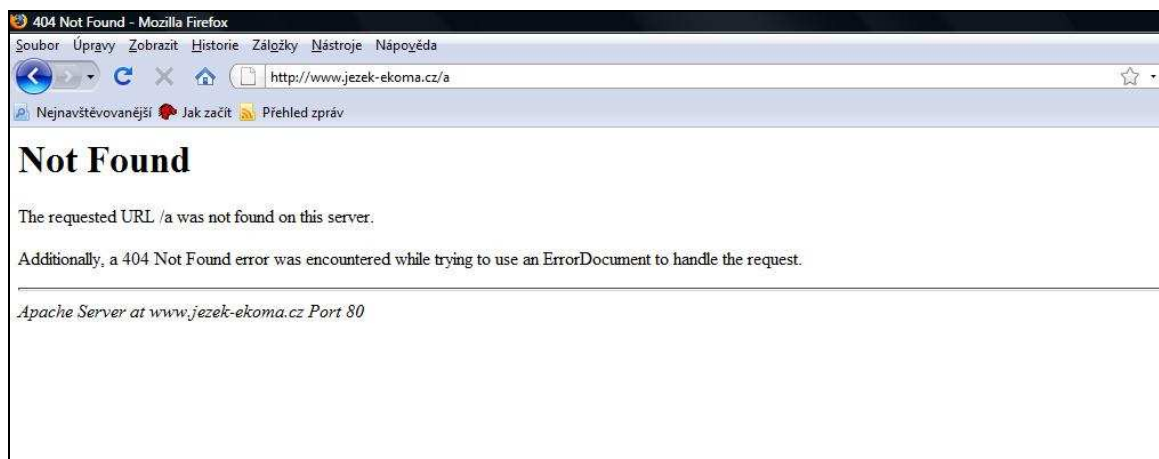 404 Not Found - Mozilla Firefox
Soubor Úpravy Zobrazit Historie Záložky Nástroje Nápověda
http://www.jezek-ekoma.cz/a
Nejnavštěvovanější Jak začít Přehled zpráv
Not Found
The requested URL /a was not found on this server.
Additionally, a 404 Not Found error was encountered while trying to use an ErrorDocument to handle the request.
Apache Server at www.jezek-ekoma.cz Port 80